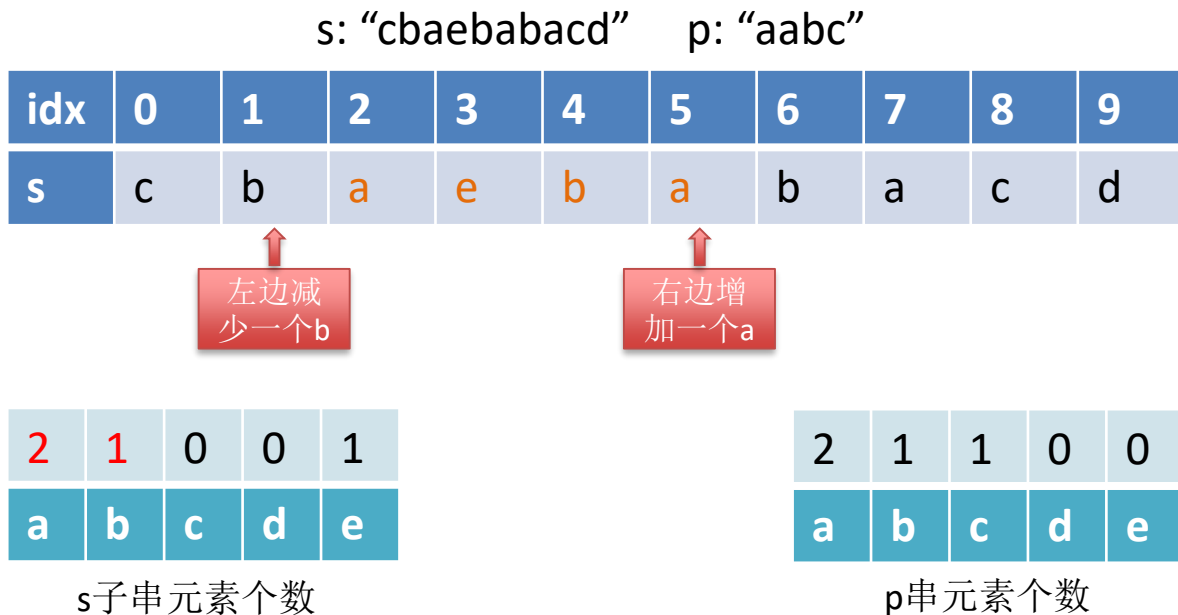 s: “cbaebabacd” p: “aabc”
idx 0 1 2 3 4 5 6 7 8 9
s c b a e b a b a c d
左边减
少一个b
右边增
加一个a
2 1 0 0 1
a b c d e
s子串元素个数
2 1 1 0 0
a b c d e
p串元素个数